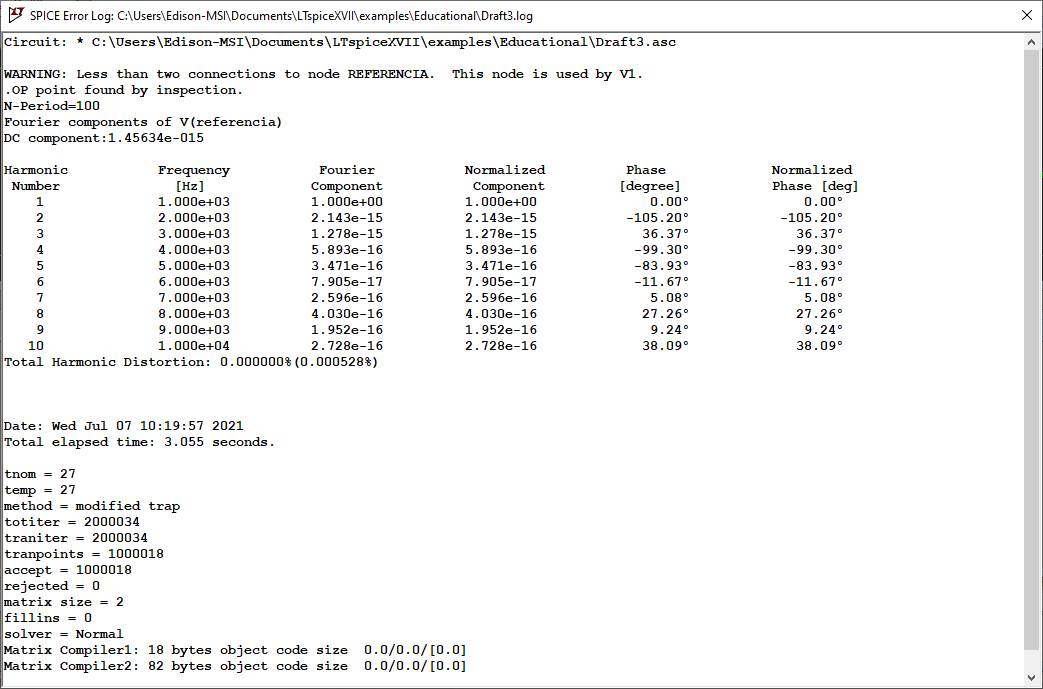 SPICE Error Log: C:\Users\Edison-MSI\Documents\LTspiceXVII\examples\Educational\Draft3.log
Circuit: * C:\Users\Edison-MSI\Documents\LTspiceXVII\examples\Educational\Draft3.asc
WARNING: Less than two connections to node REFERENCIA.  This node is used by V1.
.OP point found by inspection.
N-Period=100
Fourier components of V(referencia)
DC component:1.45634e-015
Harmonic Frequency Fourier Normalized Phase Normalized
Number [Hz] Component Component [degree] Phase [deg]
1 1.000e+03 1.000e+00 1.000e+00 0.00° 0.00°
2 2.000e+03 2.143e-15 2.143e-15 -105.20° -105.20°
3 3.000e+03 1.278e-15 1.278e-15 36.37° 36.37°
4 4.000e+03 5.893e-16 5.893e-16 -99.30° -99.30°
5 5.000e+03 3.471e-16 3.471e-16 -83.93° -83.93°
6 6.000e+03 7.905e-17 7.905e-17 -11.67° -11.67°
7 7.000e+03 2.596e-16 2.596e-16 5.08° 5.08°
8 8.000e+03 4.030e-16 4.030e-16 27.26° 27.26°
9 9.000e+03 1.952e-16 1.952e-16 9.24° 9.24°
10 1.000e+04 2.728e-16 2.728e-16 38.09° 38.09°
Total Harmonic Distortion: 0.000000%(0.000528%)
Date: Wed Jul 07 10:19:57 2021
Total elapsed time: 3.055 seconds.
tnom = 27
temp = 27
method = modified trap
totiter = 2000034
traniter = 2000034
tranpoints = 1000018
accept = 1000018
rejected = 0
matrix size = 2
fillins = 0
solver = Normal
Matrix Compiler1: 18 bytes object code size  0.0/0.0/[0.0]
Matrix Compiler2: 82 bytes object code size  0.0/0.0/[0.0]